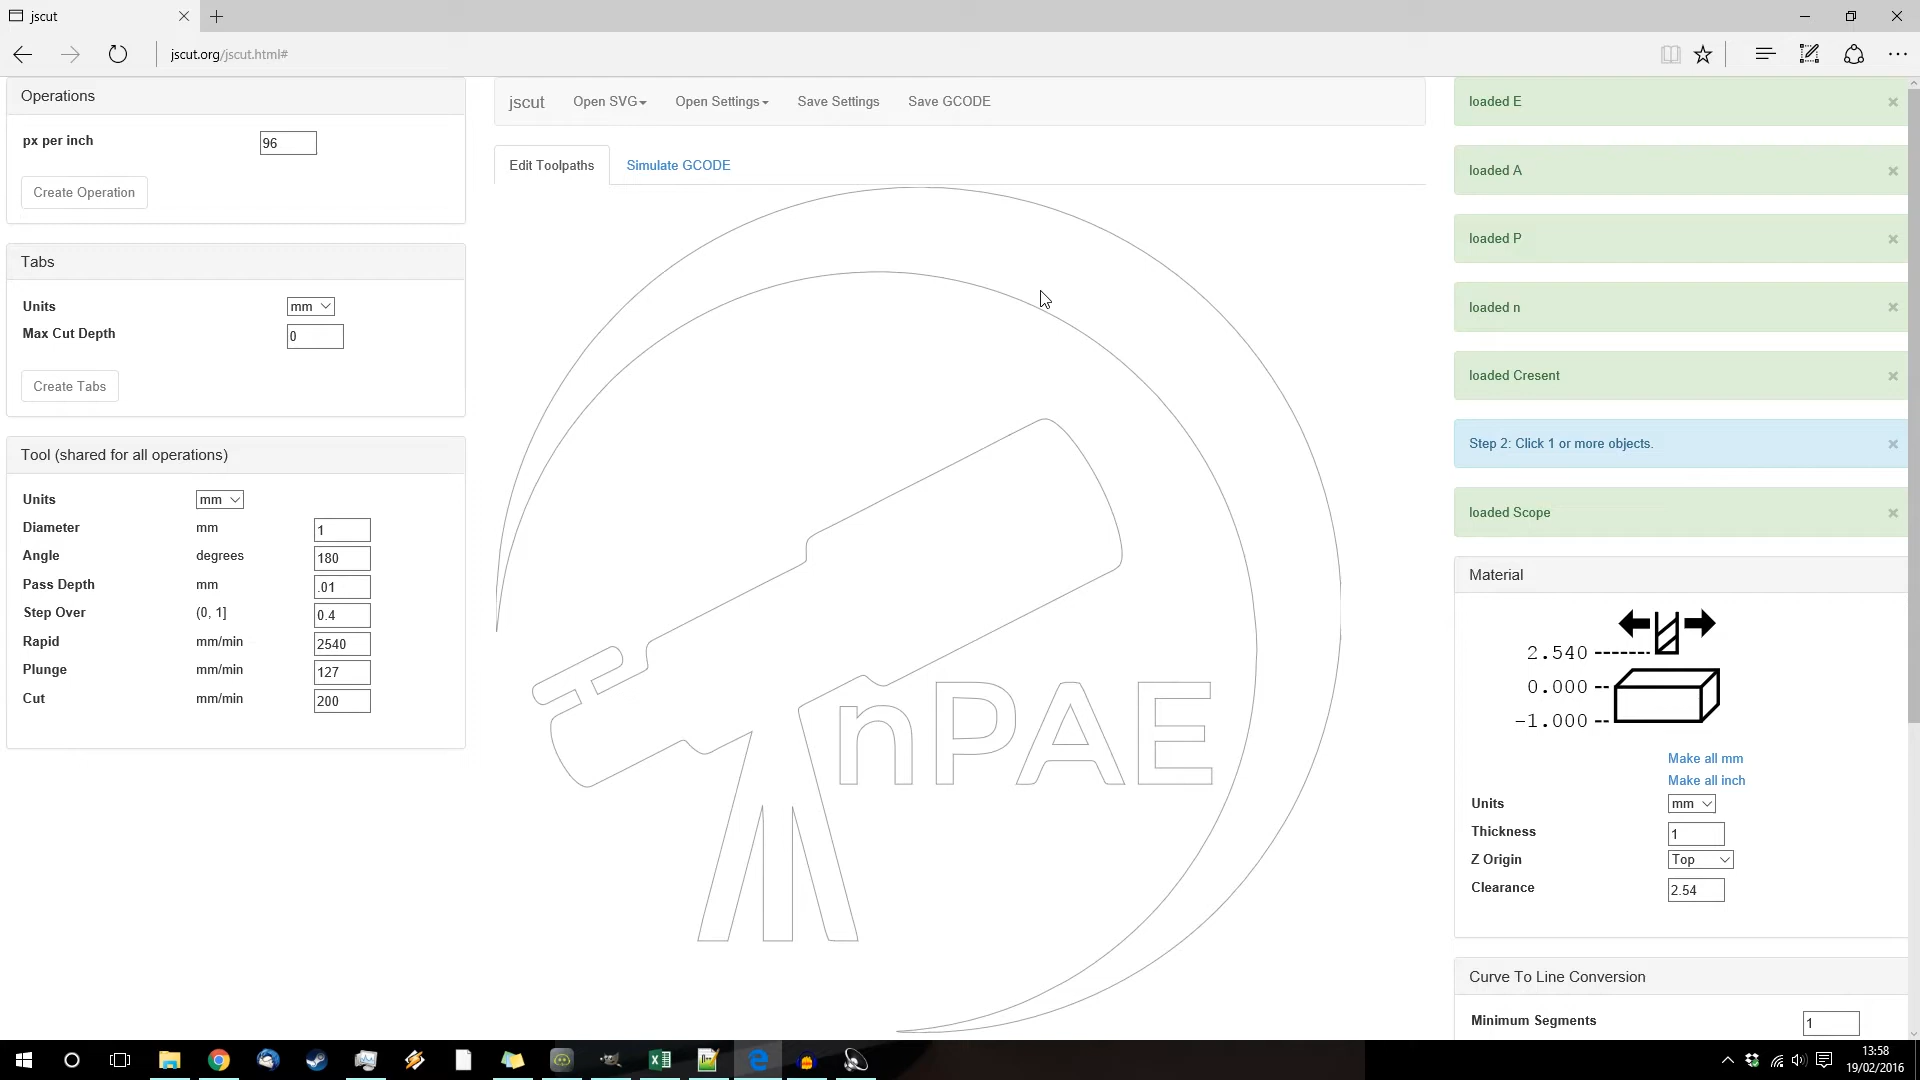 jscut
jscut.org/jscut.html#
Operations
px per inch 96
Create Operation
Tabs
Units mm
Max Cut Depth 0
Create Tabs
Tool (shared for all operations)
Units mm
Diameter mm 1
Angle degrees 180
Pass Depth mm .01
Step Over (0, 1] 0.4
Rapid mm/min 2540
Plunge mm/min 127
Cut mm/min 200
jscut Open SVG Open Settings Save Settings Save GCODE
Edit Toolpaths Simulate GCODE
nPAE
loaded E
loaded A
loaded P
loaded n
loaded Cresent
Step 2: Click 1 or more objects.
loaded Scope
Material
2.540
0.000
-1.000
Make all mm
Make all inch
Units mm
Thickness 1
Z Origin Top
Clearance 2.54
Curve To Line Conversion
Minimum Segments 1
13:58
19/02/2016